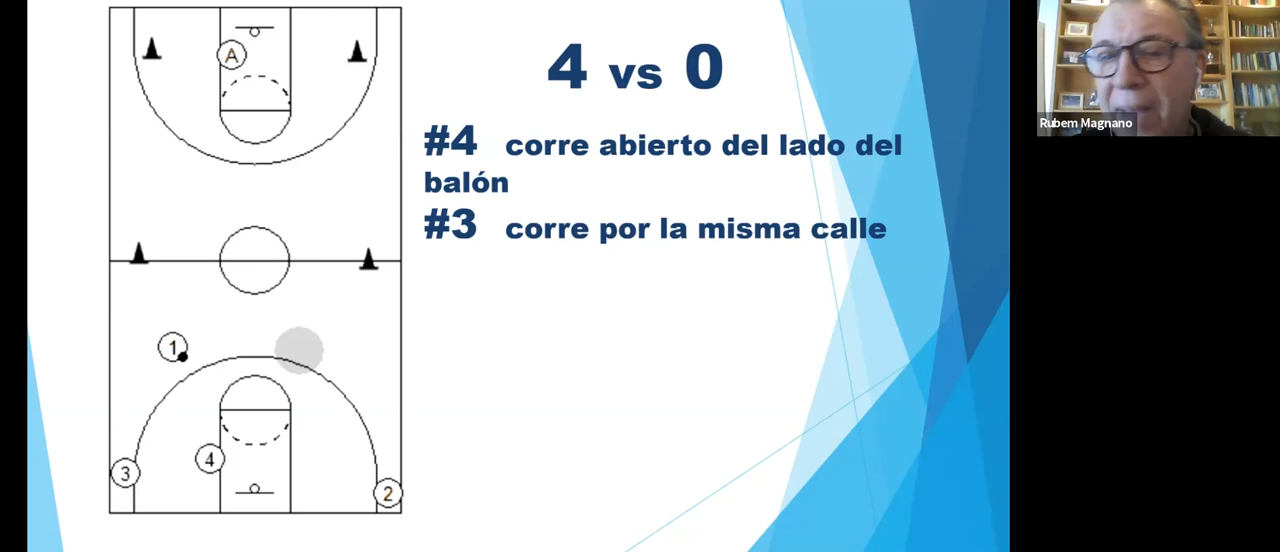 4 vs 0
#4 corre abierto del lado del
balón
#3 corre por la misma calle
A
1
4
3
2
Rubem Magnano